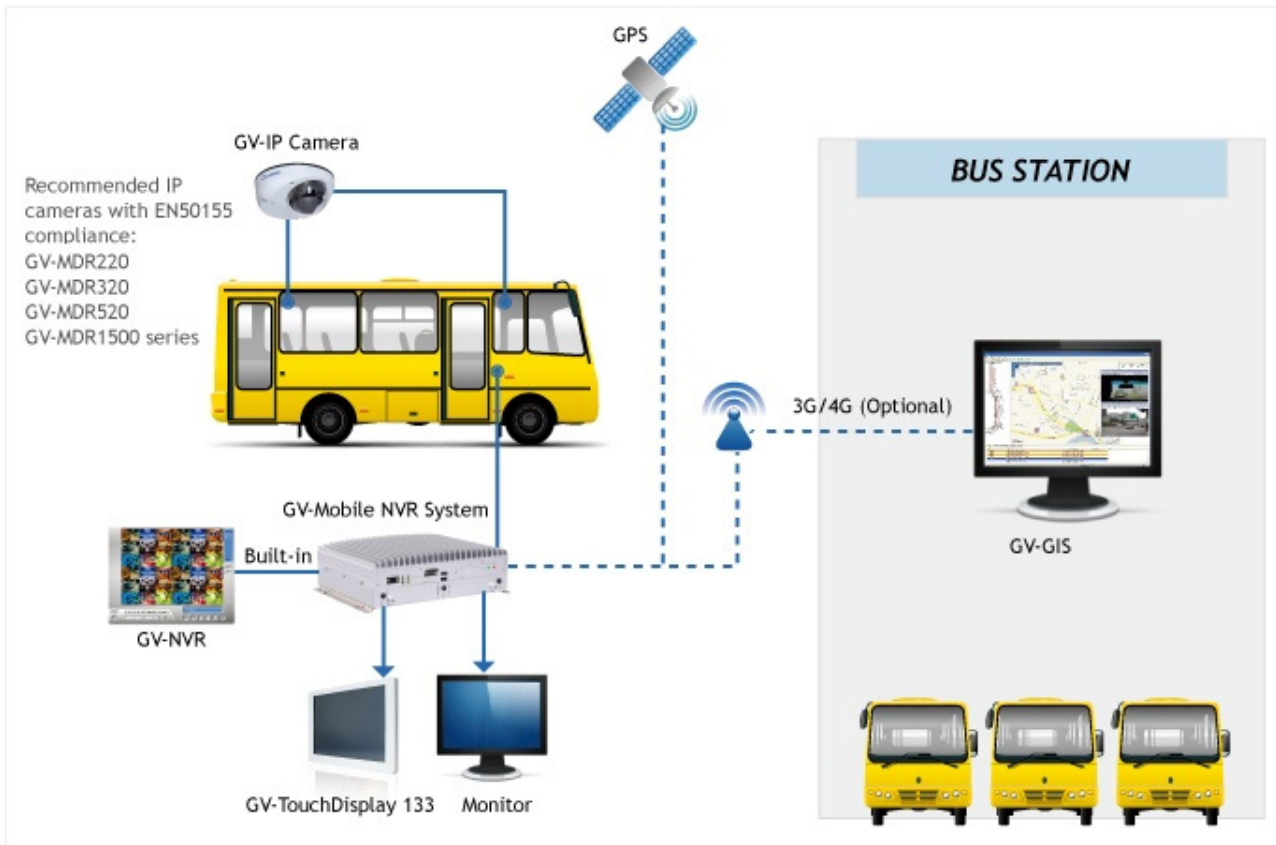 GPS
GV-IP Camera
BUS STATION
Recommended IP
cameras with EN50155
compliance:
GV-MDR220
GV-MDR320
GV-MDR520
GV-MDR1500 series
3G/4G (Optional)
GV-Mobile NVR System
Built-in
GV-GIS
GV-NVR
GV-TouchDisplay 133
Monitor